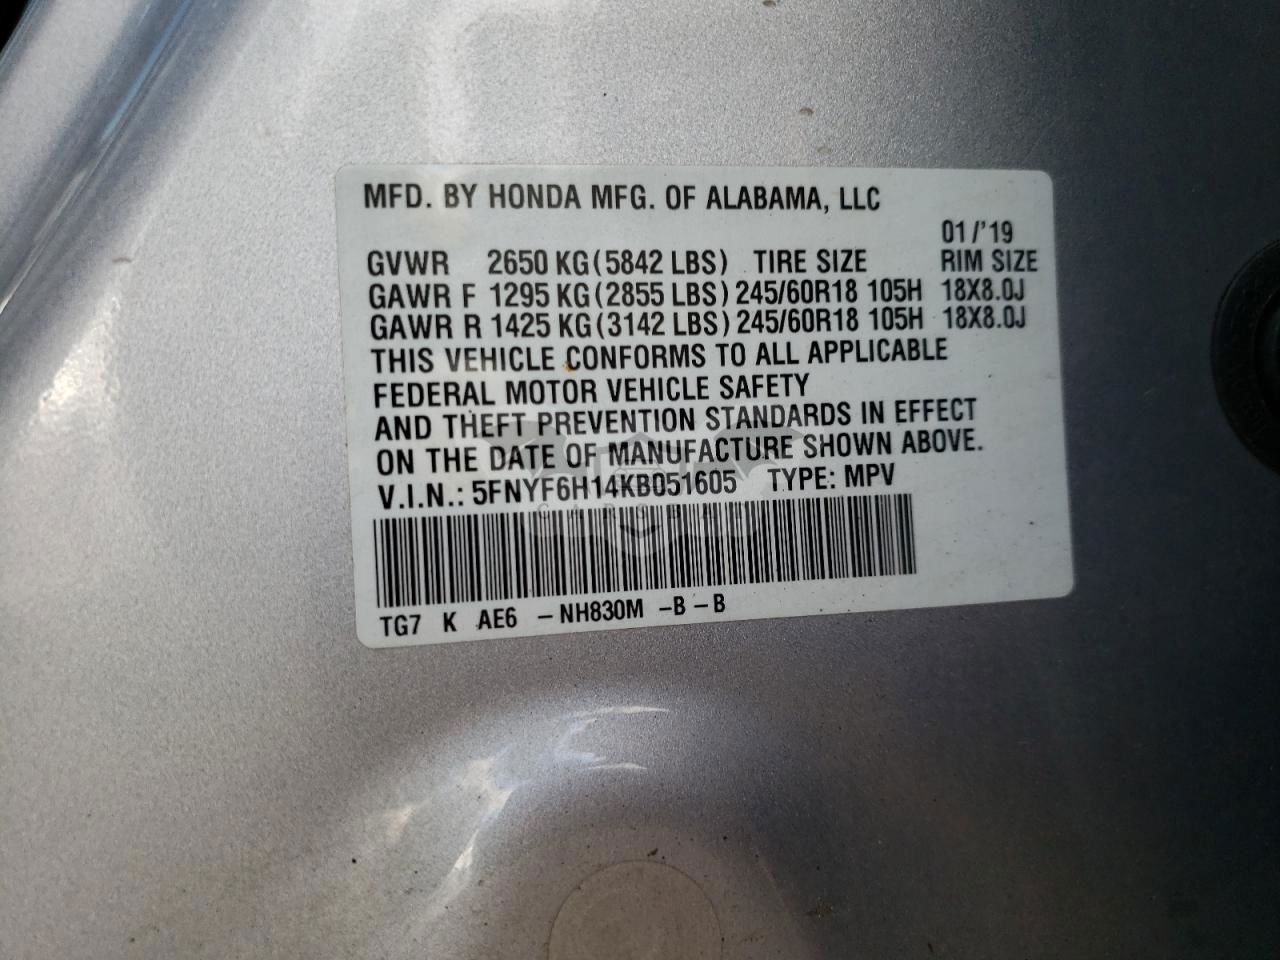 MFD. BY HONDA MFG. OF ALABAMA, LLC
01/'19
GVWR 2650 KG(5842 LBS) TIRE SIZE RIM SIZE
GAWR F 1295 KG(2855 LBS) 245/60R18 105H 18X8.0J
GAWR R 1425 KG(3142 LBS) 245/60R18 105H 18X8.0J
THIS VEHICLE CONFORMS TO ALL APPLICABLE
FEDERAL MOTOR VEHICLE SAFETY
AND THEFT PREVENTION STANDARDS IN EFFECT
ON THE DATE OF MANUFACTURE SHOWN ABOVE.
V.I.N.: 5FNYF6H14KB051605 TYPE: MPV
TG7 K AE6 -NH830M -B-B